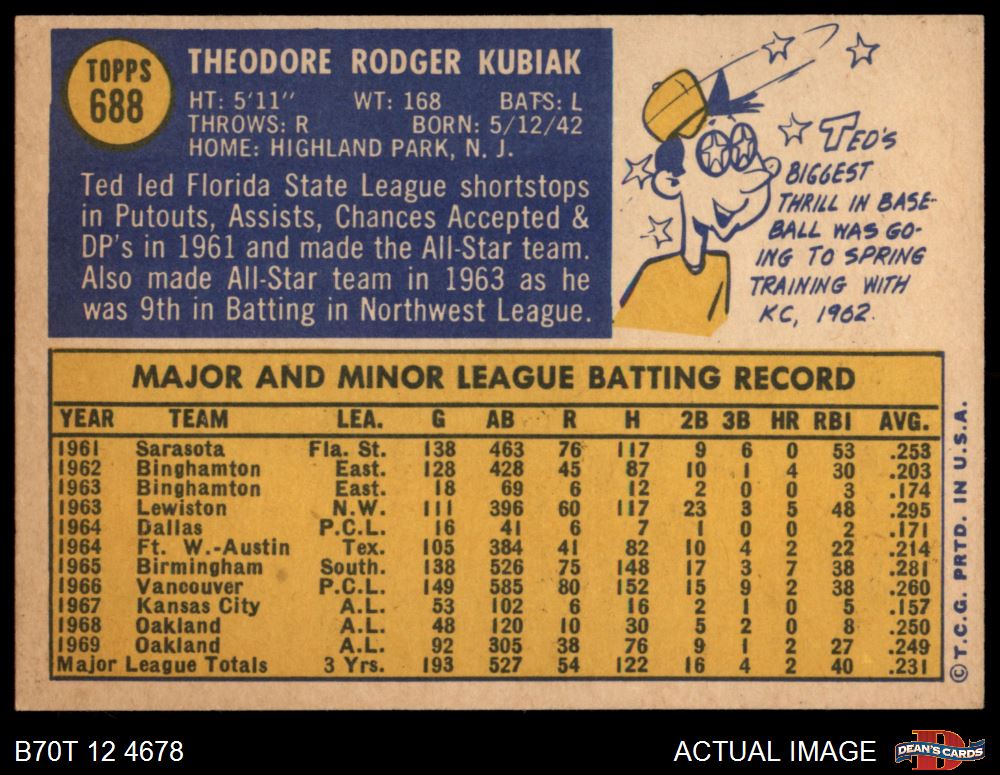 TOPPS
688
THEODORE RODGER KUBIAK
HT: 5'11" WT: 168 BATS: L
THROWS: R BORN: 5/12/42
HOME: HIGHLAND PARK, N. J.
Ted led Florida State League shortstops
in Putouts, Assists, Chances Accepted &
DP's in 1961 and made the All-Star team.
Also made All-Star team in 1963 as he
was 9th in Batting in Northwest League.
TED'S
BIGGEST
THRILL IN BASE-
BALL WAS GO-
ING TO SPRING
TRAINING WITH
KC, 1962.
MAJOR AND MINOR LEAGUE BATTING RECORD
YEAR TEAM LEA. G AB R H 2B 3B HR RBI AVG.
1961 Sarasota Fla. St. 138 463 76 117 9 6 0 53 .253
1962 Binghamton East. 128 428 45 87 10 1 4 30 .203
1963 Binghamton East. 18 69 6 12 2 0 0 3 .174
1963 Lewiston N.W. 111 396 60 117 23 3 5 48 .295
1964 Dallas P.C.L. 16 41 6 7 1 0 0 2 .171
1964 Ft. W.-Austin Tex. 105 384 41 82 10 4 2 22 .214
1965 Birmingham South. 138 526 75 148 17 3 7 38 .281
1966 Vancouver P.C.L. 149 585 80 152 15 9 2 38 .260
1967 Kansas City A.L. 53 102 6 16 2 1 0 5 .157
1968 Oakland A.L. 48 120 10 30 5 2 0 8 .250
1969 Oakland A.L. 92 305 38 76 9 1 2 27 .249
Major League Totals 3 Yrs. 193 527 54 122 16 4 2 40 .231
© T.C.G. PRTD. IN U.S.A.
B70T 12 4678
ACTUAL IMAGE
DEAN'S CARDS